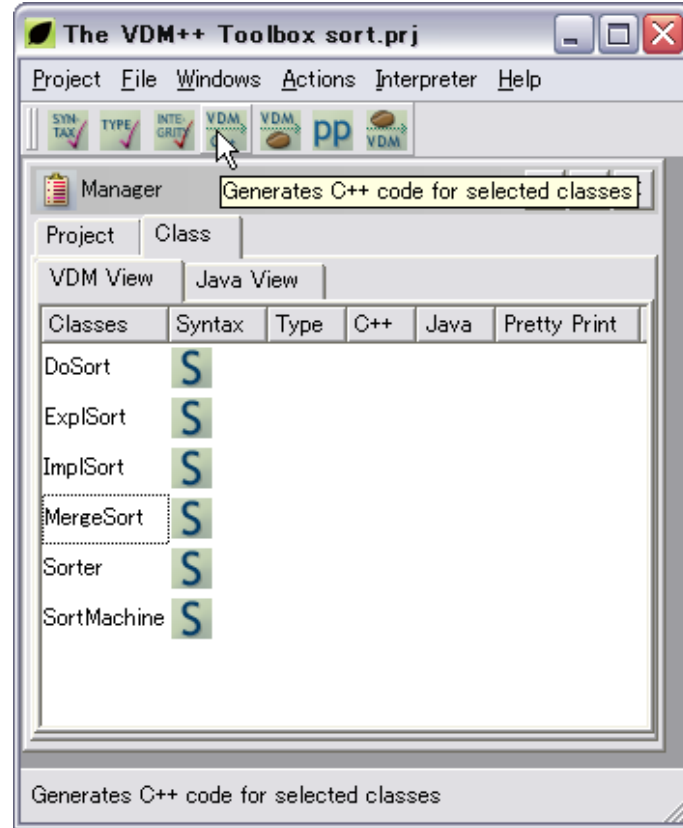 The VDM++ Toolbox sort.prj
Project File Windows Actions Interpreter Help
SYN-
TAX
TYPE
INTE-
GRITY
VDM
VDM
pp
VDM
Manager
Generates C++ code for selected classes
Project Class
VDM View Java View
Classes Syntax Type C++ Java Pretty Print
DoSort S
ExplSort S
ImplSort S
MergeSort S
Sorter S
SortMachine S
Generates C++ code for selected classes